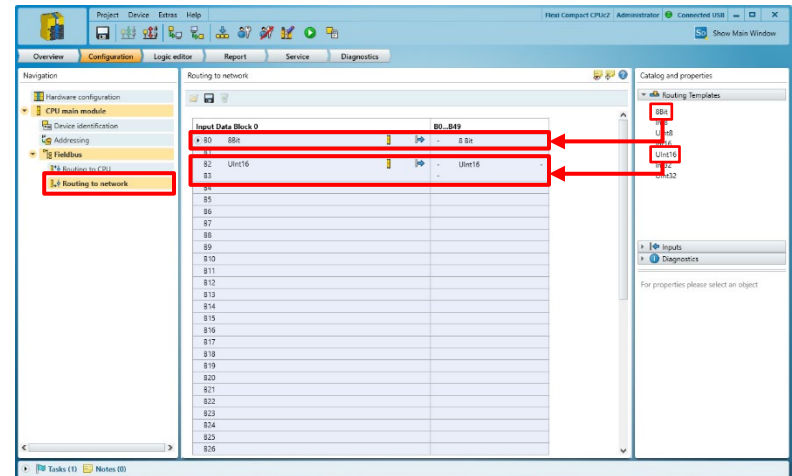 Project Device Extras Help
Flexi Compact CPUc2 Administrator Connected USB
So Show Main Window
Overview Configuration Logic editor Report Service Diagnostics
Navigation
Hardware configuration
CPU main module
Device identification
Addressing
Fieldbus
Routing to CPU
Routing to network
Routing to network
Input Data Block 0 B0...B49
B0 8Bit - 8 Bit
B1
B2 UInt16 - UInt16 -
B3 -
B4
B5
B6
B7
B8
B9
B10
B11
B12
B13
B14
B15
B16
B17
B18
B19
B20
B21
B22
B23
B24
B25
B26
Catalog and properties
Routing Templates
8Bit
Int8
UInt8
Int16
UInt16
Int32
UInt32
Inputs
Diagnostics
For properties please select an object
Tasks (1) Notes (0)